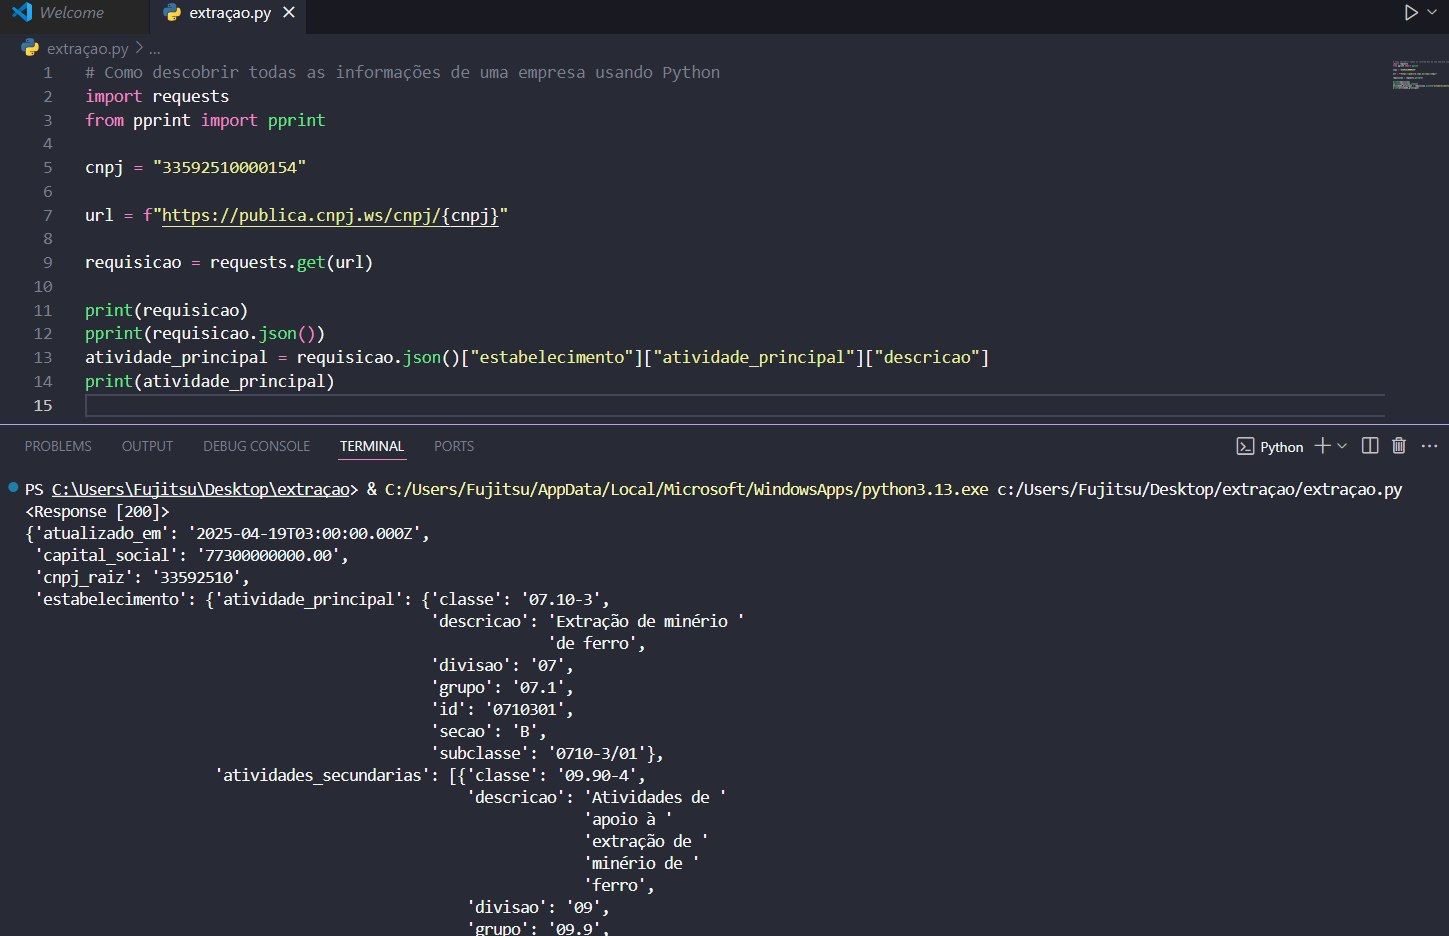 Welcome
extraçao.py
extraçao.py > ...
1 # Como descobrir todas as informações de uma empresa usando Python
2 import requests
3 from pprint import pprint
4
5 cnpj = "33592510000154"
6
7 url = f"https://publica.cnpj.ws/cnpj/{cnpj}"
8
9 requisicao = requests.get(url)
10
11 print(requisicao)
12 pprint(requisicao.json())
13 atividade_principal = requisicao.json()["estabelecimento"]["atividade_principal"]["descricao"]
14 print(atividade_principal)
15
PROBLEMS OUTPUT DEBUG CONSOLE TERMINAL PORTS Python
PS C:\Users\Fujitsu\Desktop\extraçao> & C:/Users/Fujitsu/AppData/Local/Microsoft/WindowsApps/python3.13.exe c:/Users/Fujitsu/Desktop/extraçao/extraçao.py
<Response [200]>
{'atualizado_em': '2025-04-19T03:00:00.000Z',
 'capital_social': '77300000000.00',
 'cnpj_raiz': '33592510',
 'estabelecimento': {'atividade_principal': {'classe': '07.10-3',
'descricao': 'Extração de minério '
'de ferro',
'divisao': '07',
'grupo': '07.1',
'id': '0710301',
'secao': 'B',
'subclasse': '0710-3/01'},
'atividades_secundarias': [{'classe': '09.90-4',
'descricao': 'Atividades de '
'apoio à '
'extração de '
'minério de '
'ferro',
'divisao': '09',
'grupo': '09.9',